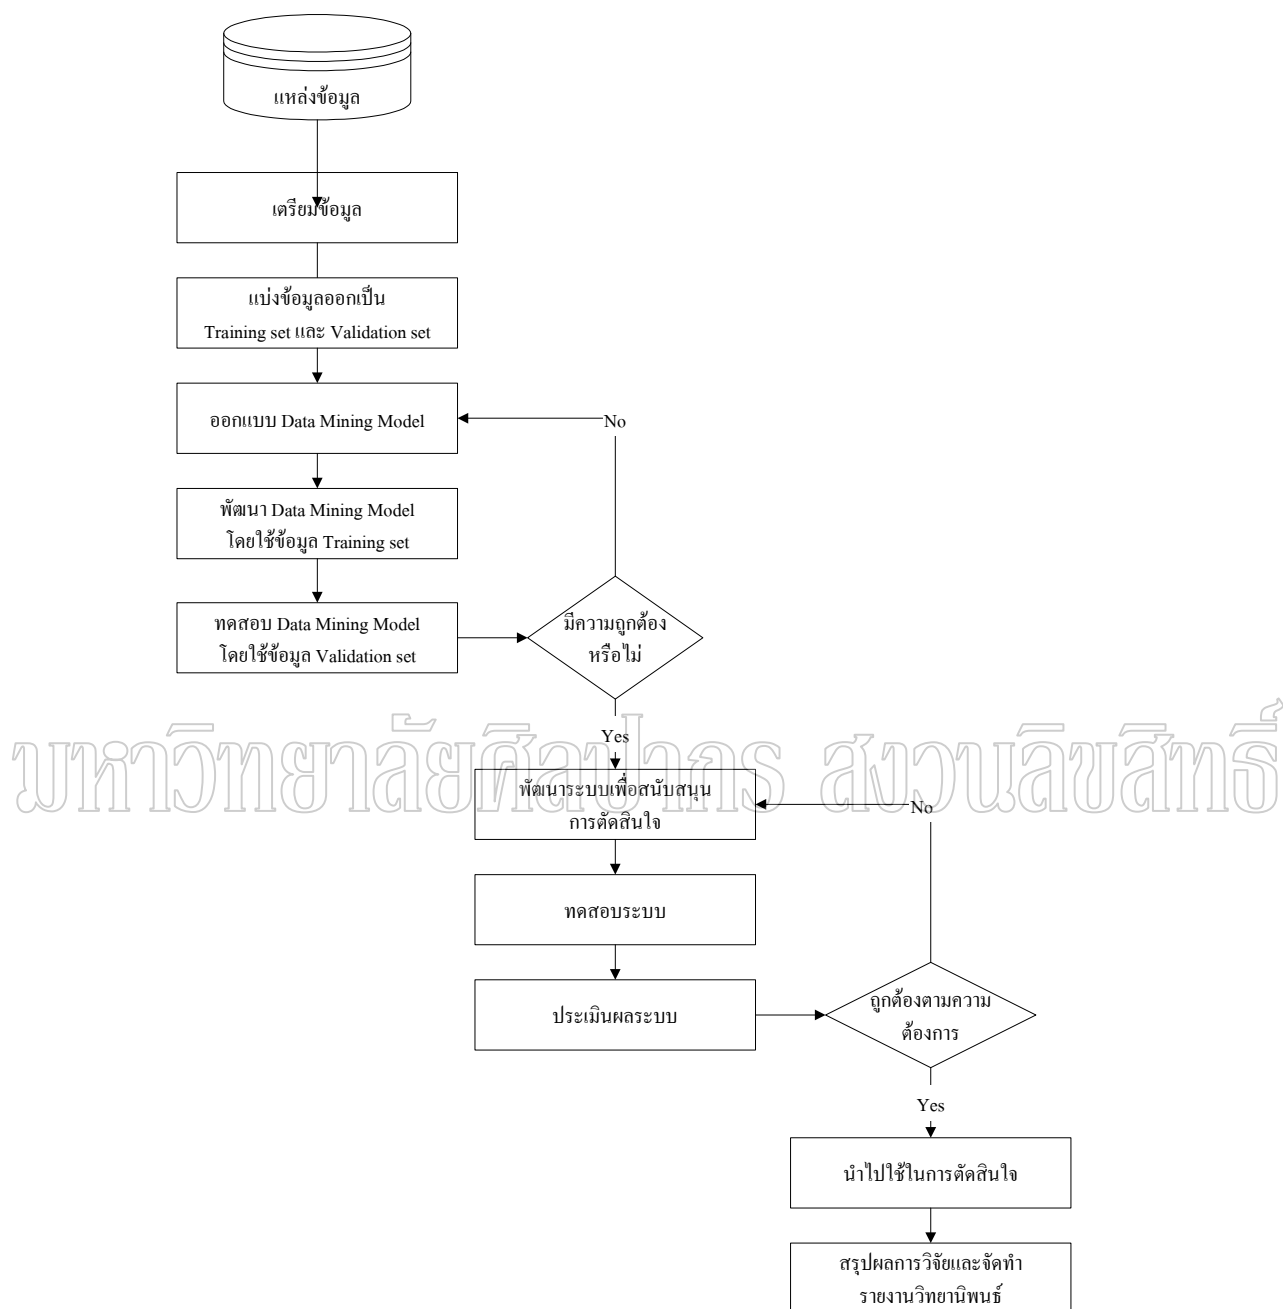 แหล่งข้อมูล
เตรียมข้อมูล
แบ่งข้อมูลออกเป็น
Training set และ Validation set
ออกแบบ Data Mining Model
No
พัฒนา Data Mining Model
โดยใช้ข้อมูล Training set
ทดสอบ Data Mining Model
โดยใช้ข้อมูล Validation set
มีความถูกต้อง
หรือไม่
Yes
มหาวิทยาลัยศิลปากร สงวนลิขสิทธิ์
พัฒนาระบบเพื่อสนับสนุน
การตัดสินใจ
No
ทดสอบระบบ
ประเมินผลระบบ
ถูกต้องตามความ
ต้องการ
Yes
นำไปใช้ในการตัดสินใจ
สรุปผลการวิจัยและจัดทำ
รายงานวิทยานิพนธ์